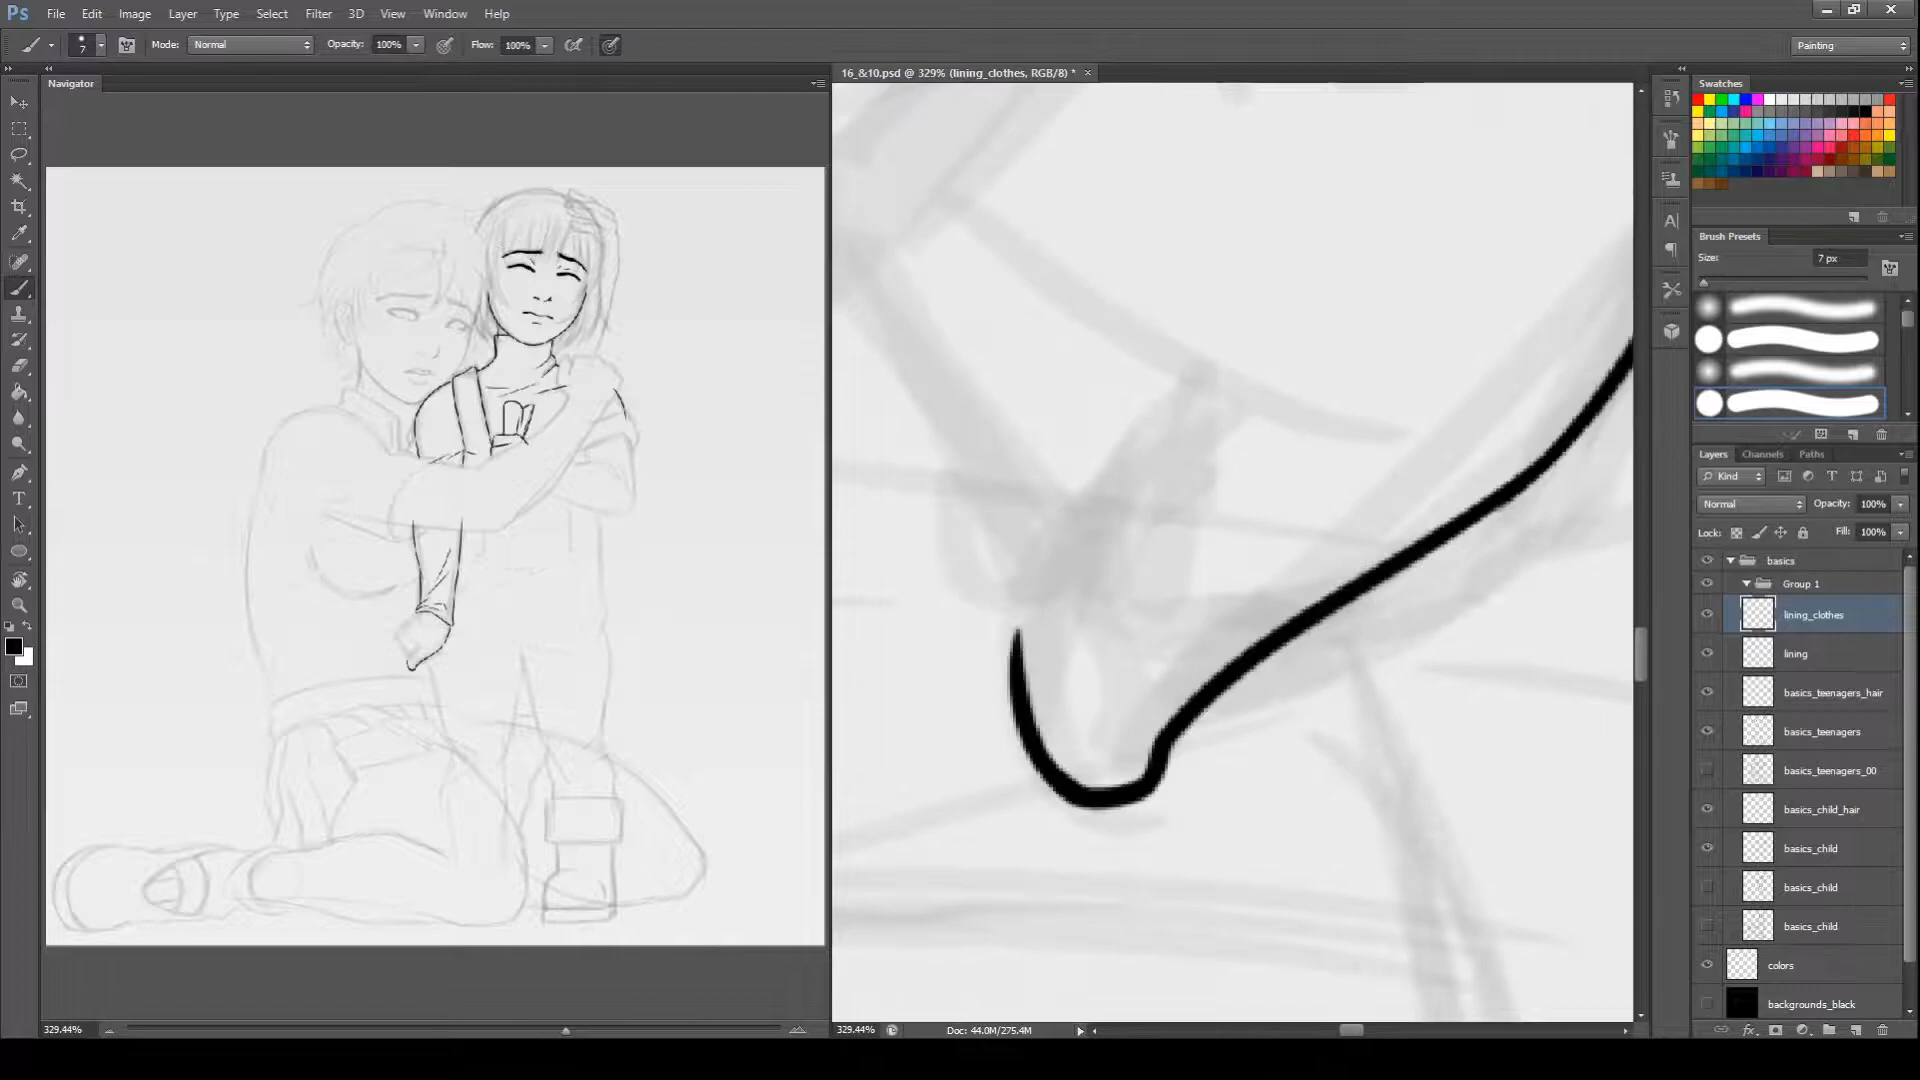 Ps File Edit Image Layer Type Select Filter 3D View Window Help
7 Mode: Normal Opacity: 100% Flow: 100% Painting
Navigator
16_&10.psd @ 329% (lining_clothes, RGB/8) *
Swatches
Brush Presets
Size: 7 px
Layers Channels Paths
Kind
Normal Opacity: 100%
Lock: Fill: 100%
basics
Group 1
lining_clothes
lining
basics_teenagers_hair
basics_teenagers
basics_teenagers_00
basics_child_hair
basics_child
basics_child
basics_child
colors
backgrounds_black
329.44%
329.44% Doc: 44.0M/275.4M